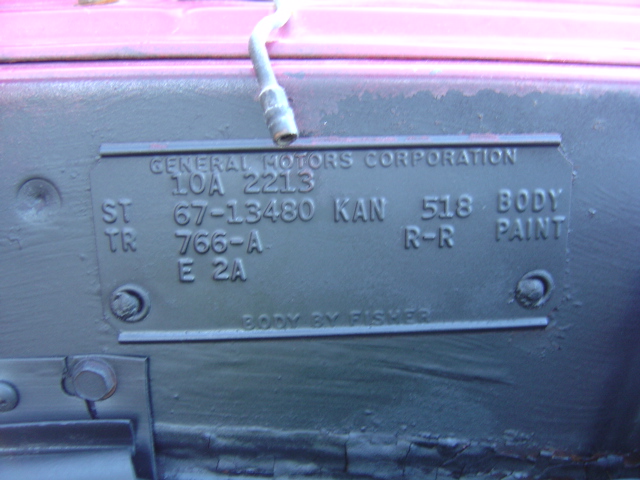 GENERAL MOTORS CORPORATION
10A 2213
ST 67-13480 KAN 518 BODY
TR 766-A R-R PAINT
E 2A
BODY BY FISHER